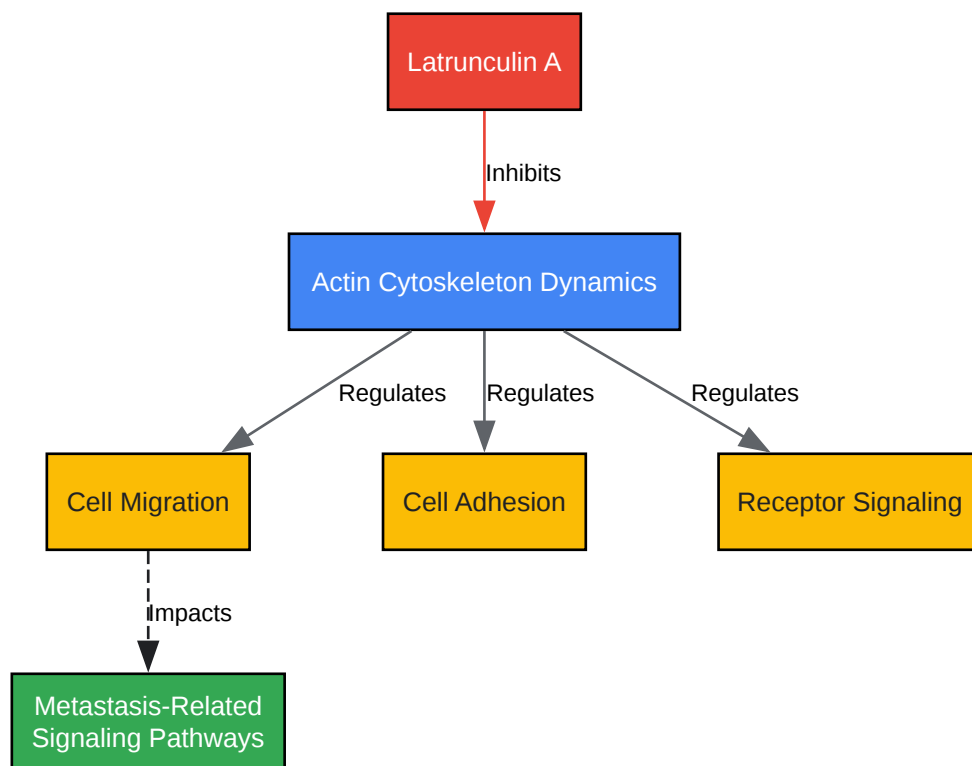 Latrunculin A
Inhibits
Actin Cytoskeleton Dynamics
Regulates
Regulates
Regulates
Cell Migration
Cell Adhesion
Receptor Signaling
Impacts
Metastasis-Related
Signaling Pathways